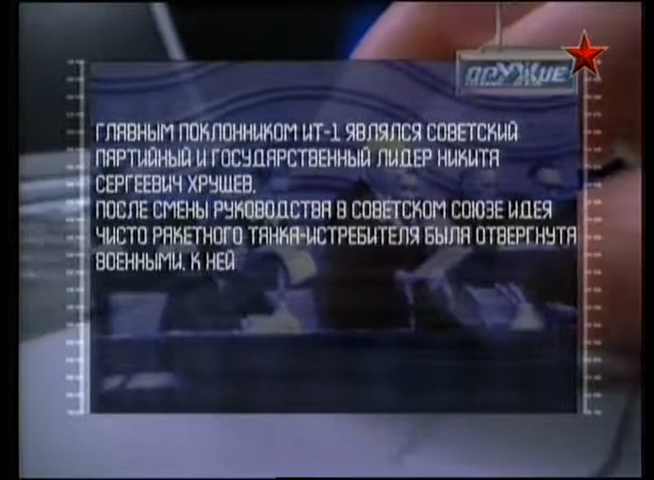 ОРУЖИЕ
ГЛАВНЫМ ПОКЛОННИКОМ ИТ-1 ЯВЛЯЛСЯ СОВЕТСКИЙ
ПАРТИЙНЫЙ И ГОСУДАРСТВЕННЫЙ ЛИДЕР НИКИТА
СЕРГЕЕВИЧ ХРУЩЕВ.
ПОСЛЕ СМЕНЫ РУКОВОДСТВА В СОВЕТСКОМ СОЮЗЕ ИДЕЯ
ЧИСТО РАКЕТНОГО ТАНКА-ИСТРЕБИТЕЛЯ БЫЛА ОТВЕРГНУТА
ВОЕННЫМИ. К НЕЙ